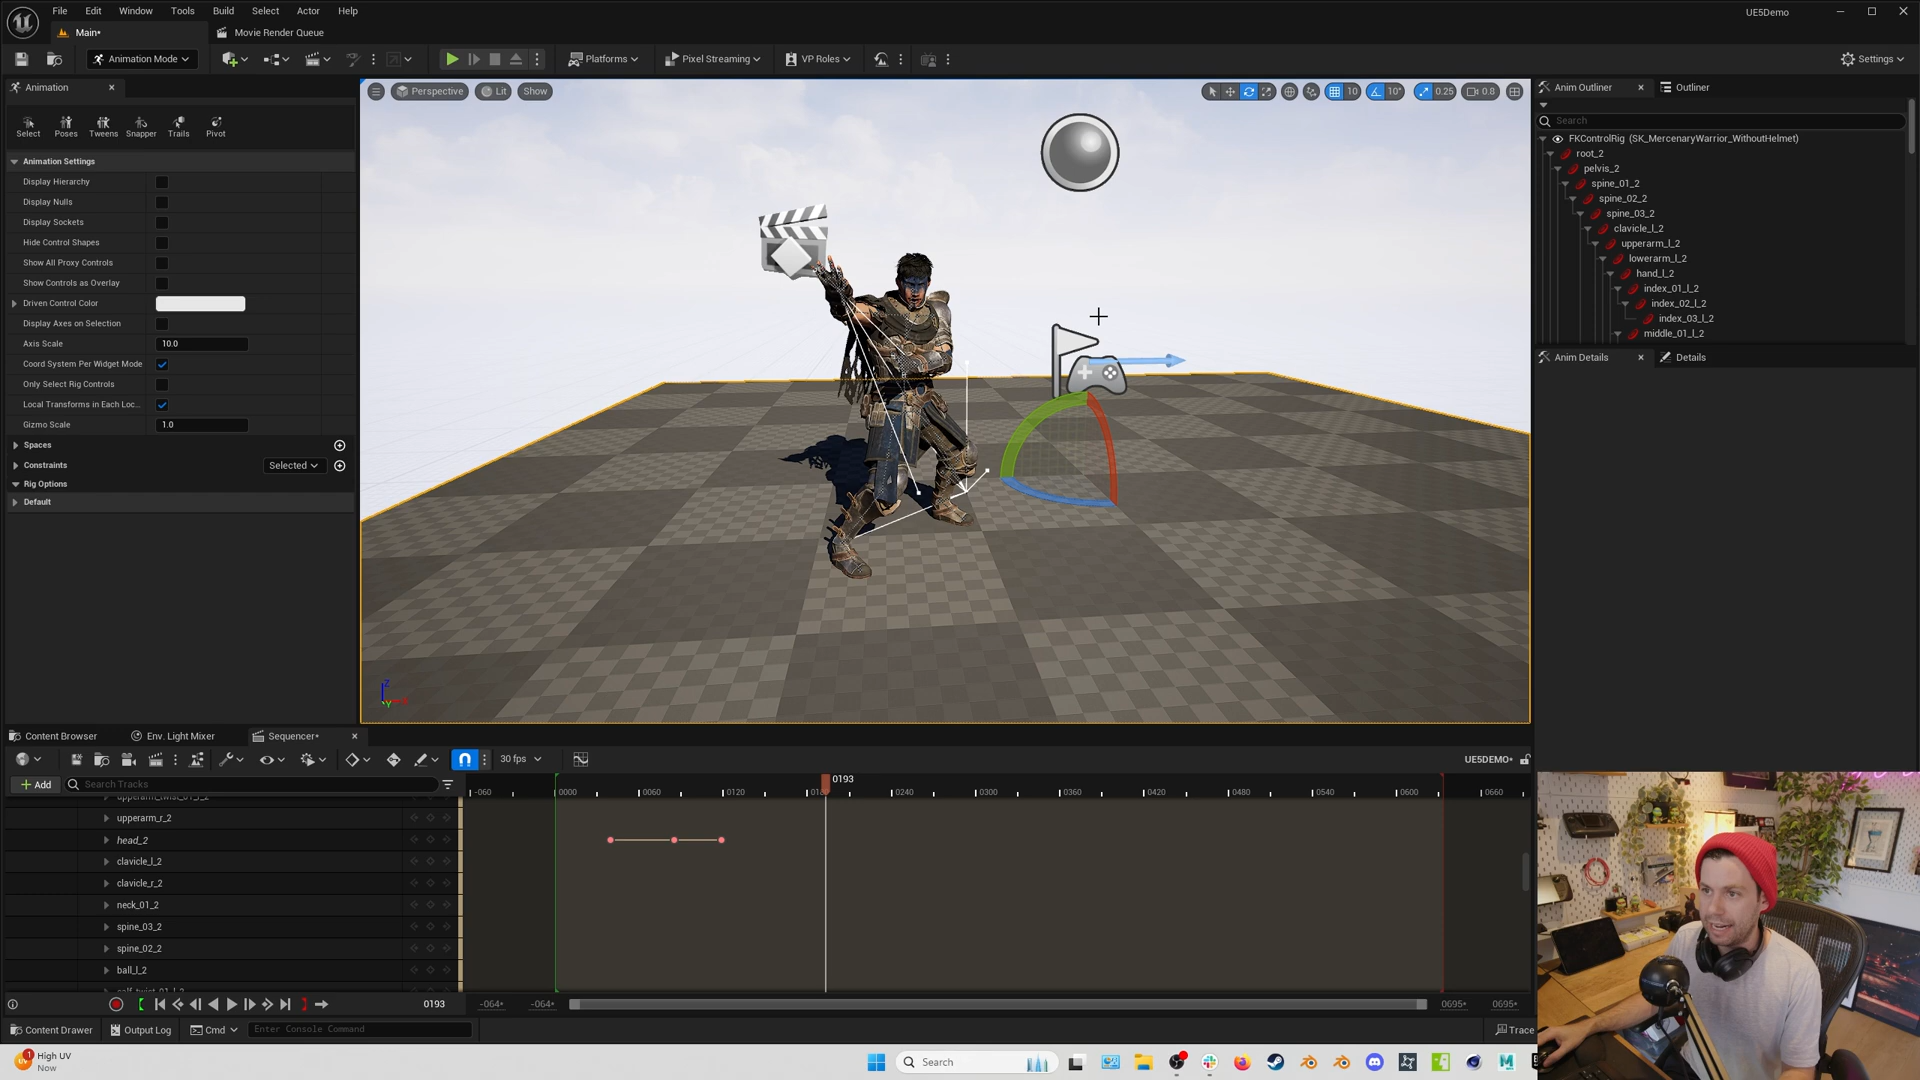 File Edit Window Tools Build Select Actor Help
UE5Demo
Main*
Movie Render Queue
Animation Mode
Platforms
Pixel Streaming
VP Roles
Settings
Animation
Select Poses Tweens Snapper Trails Pivot
Animation Settings
Display Hierarchy
Display Nulls
Display Sockets
Hide Control Shapes
Show All Proxy Controls
Show Controls as Overlay
Driven Control Color
Display Axes on Selection
Axis Scale 10.0
Coord System Per Widget Mode
Only Select Rig Controls
Local Transforms in Each Loc...
Gizmo Scale 1.0
Spaces
Constraints Selected
Rig Options
Default
Perspective Lit Show
10 10° 0.25 0.8
Z
Y
Anim Outliner
Outliner
Search
FKControlRig (SK_MercenaryWarrior_WithoutHelmet)
root_2
pelvis_2
spine_01_2
spine_02_2
spine_03_2
clavicle_l_2
upperarm_l_2
lowerarm_l_2
hand_l_2
index_01_l_2
index_02_l_2
index_03_l_2
middle_01_l_2
Anim Details
Details
Content Browser
Env. Light Mixer
Sequencer*
30 fps
UE5DEMO*
Add
Search Tracks
0193
-060 0000 0060 0120 0240 0300 0360 0420 0480 0540 0600 0660
upperarm_twist_01_l_2
upperarm_r_2
head_2
clavicle_l_2
clavicle_r_2
neck_01_2
spine_03_2
spine_02_2
ball_l_2
calf_twist_01_l_2
0193 -064+ -064+ 0695+ 0695+
Content Drawer
Output Log
Cmd
Enter Console Command
Trace
1
High UV
Now
Search